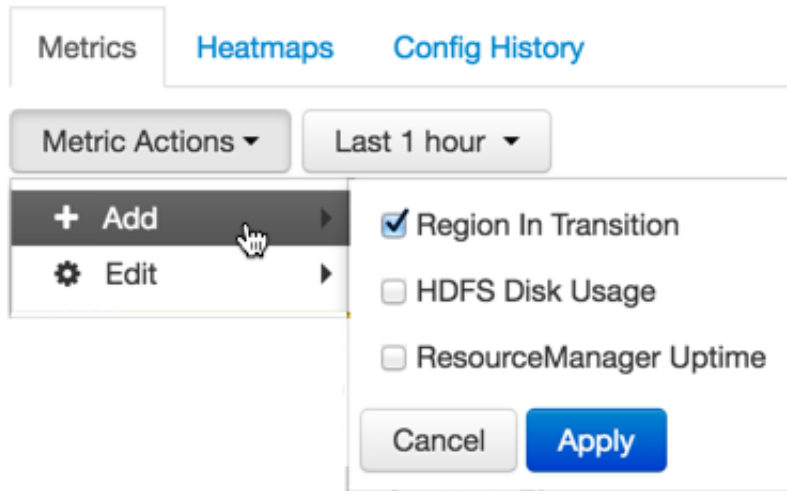 Metrics Heatmaps Config History
Metric Actions Last 1 hour
Add
Region In Transition
Edit
HDFS Disk Usage
ResourceManager Uptime
Cancel Apply